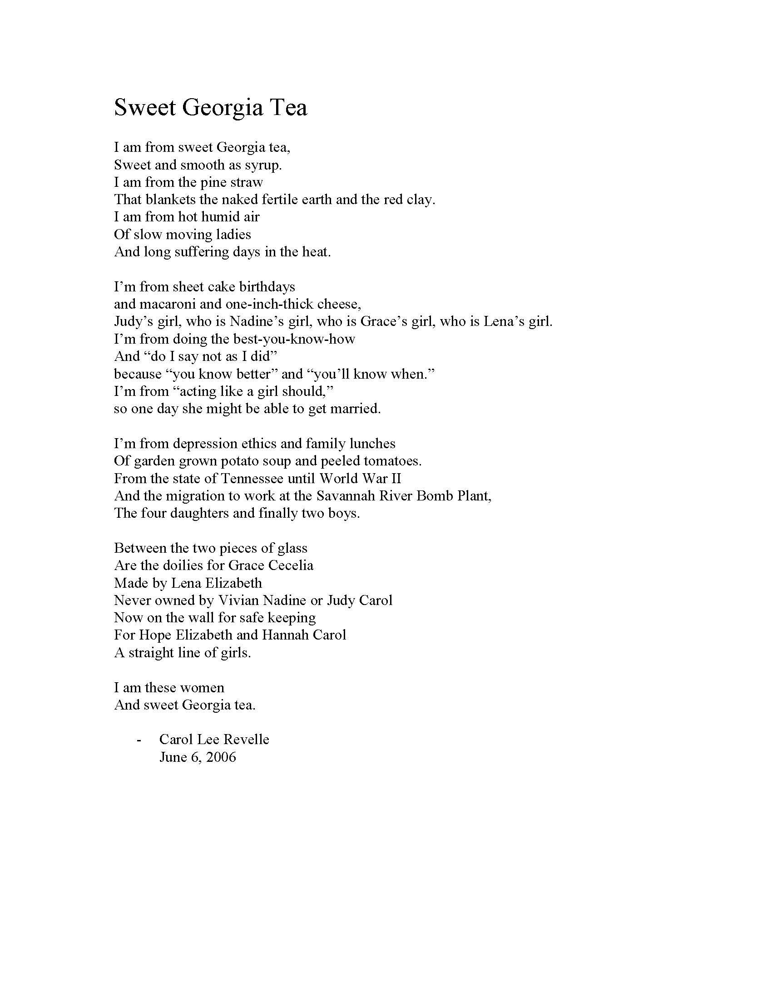 Sweet Georgia Tea
I am from sweet Georgia tea,
Sweet and smooth as syrup.
I am from the pine straw
That blankets the naked fertile earth and the red clay.
I am from hot humid air
Of slow moving ladies
And long suffering days in the heat.
I’m from sheet cake birthdays
and macaroni and one-inch-thick cheese,
Judy’s girl, who is Nadine’s girl, who is Grace’s girl, who is Lena’s girl.
I’m from doing the best-you-know-how
And “do I say not as I did”
because “you know better” and “you’ll know when.”
I’m from “acting like a girl should,”
so one day she might be able to get married.
I’m from depression ethics and family lunches
Of garden grown potato soup and peeled tomatoes.
From the state of Tennessee until World War II
And the migration to work at the Savannah River Bomb Plant,
The four daughters and finally two boys.
Between the two pieces of glass
Are the doilies for Grace Cecelia
Made by Lena Elizabeth
Never owned by Vivian Nadine or Judy Carol
Now on the wall for safe keeping
For Hope Elizabeth and Hannah Carol
A straight line of girls.
I am these women
And sweet Georgia tea.
- Carol Lee Revelle
June 6, 2006